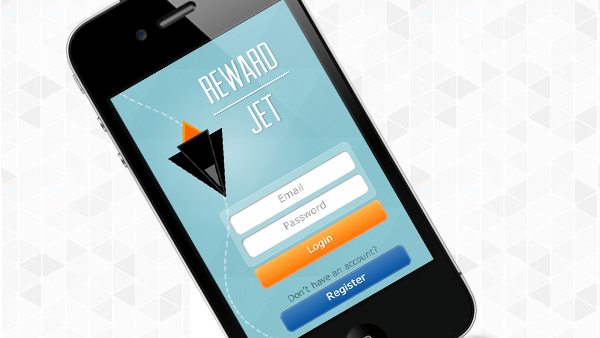 REWARD
JET
Email
Password
Login
Don't have an account?
Register